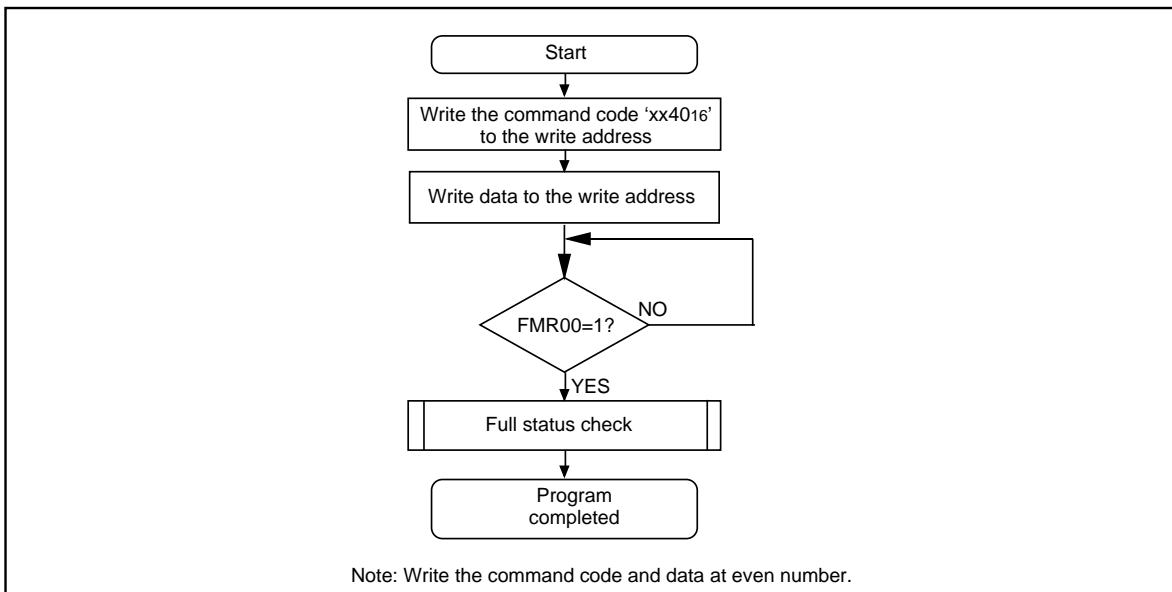 Start
Write the command code ‘xx4016’
to the write address
Write data to the write address
FMR00=1?
NO
YES
Full status check
Program
completed
Note: Write the command code and data at even number.